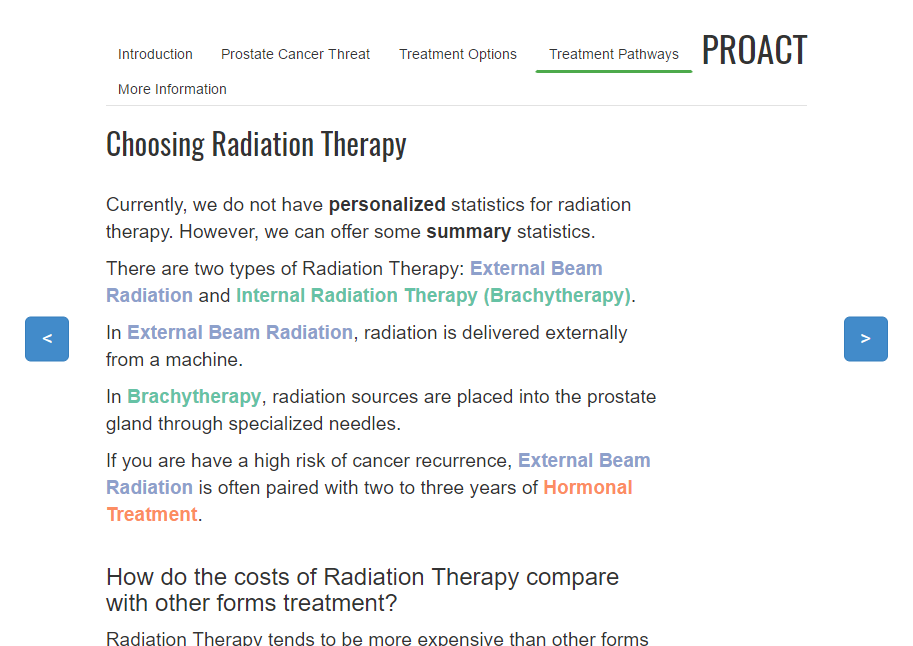 Introduction Prostate Cancer Threat Treatment Options Treatment Pathways PROACT
More Information
Choosing Radiation Therapy
Currently, we do not have personalized statistics for radiation
therapy. However, we can offer some summary statistics.
There are two types of Radiation Therapy: External Beam
Radiation and Internal Radiation Therapy (Brachytherapy).
In External Beam Radiation, radiation is delivered externally
from a machine.
<
>
In Brachytherapy, radiation sources are placed into the prostate
gland through specialized needles.
If you are have a high risk of cancer recurrence, External Beam
Radiation is often paired with two to three years of Hormonal
Treatment.
How do the costs of Radiation Therapy compare
with other forms treatment?
Radiation Therapy tends to be more expensive than other forms